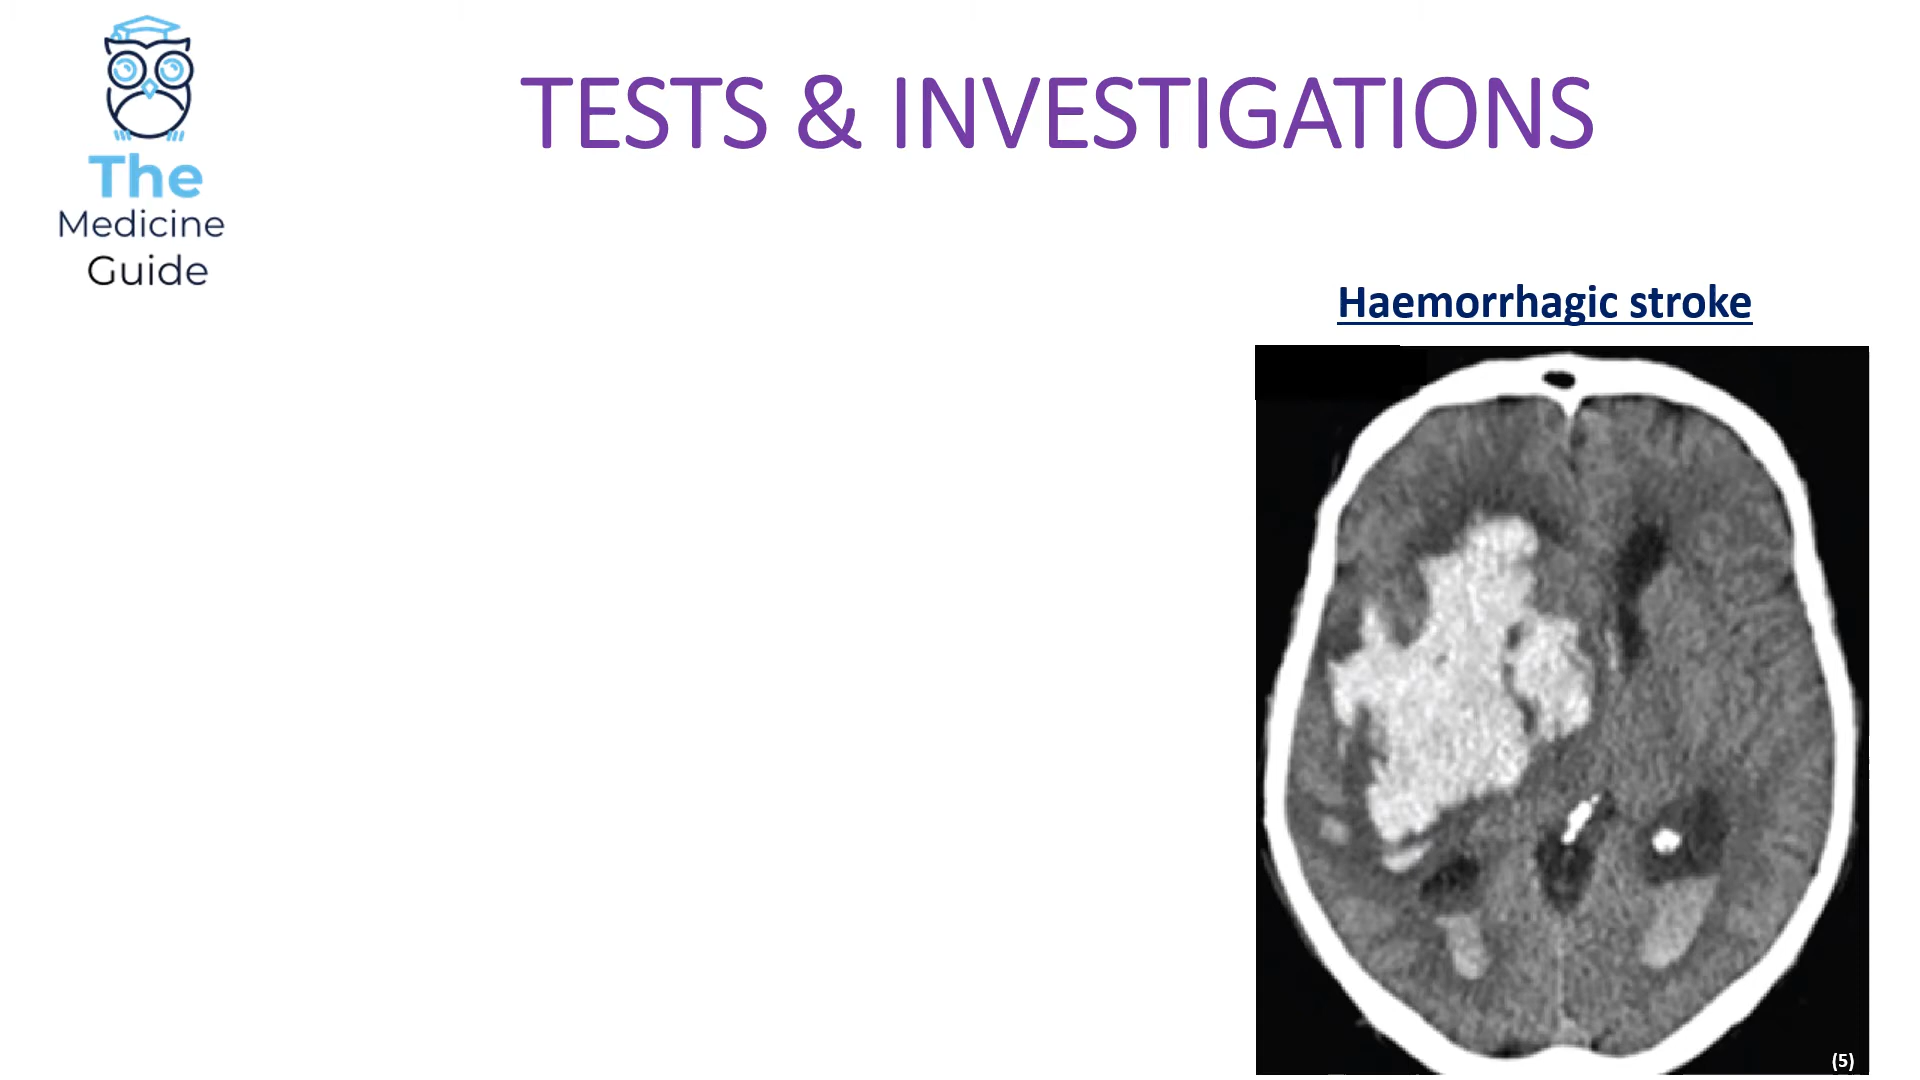 The
Medicine
Guide
TESTS & INVESTIGATIONS
Haemorrhagic stroke
(5)